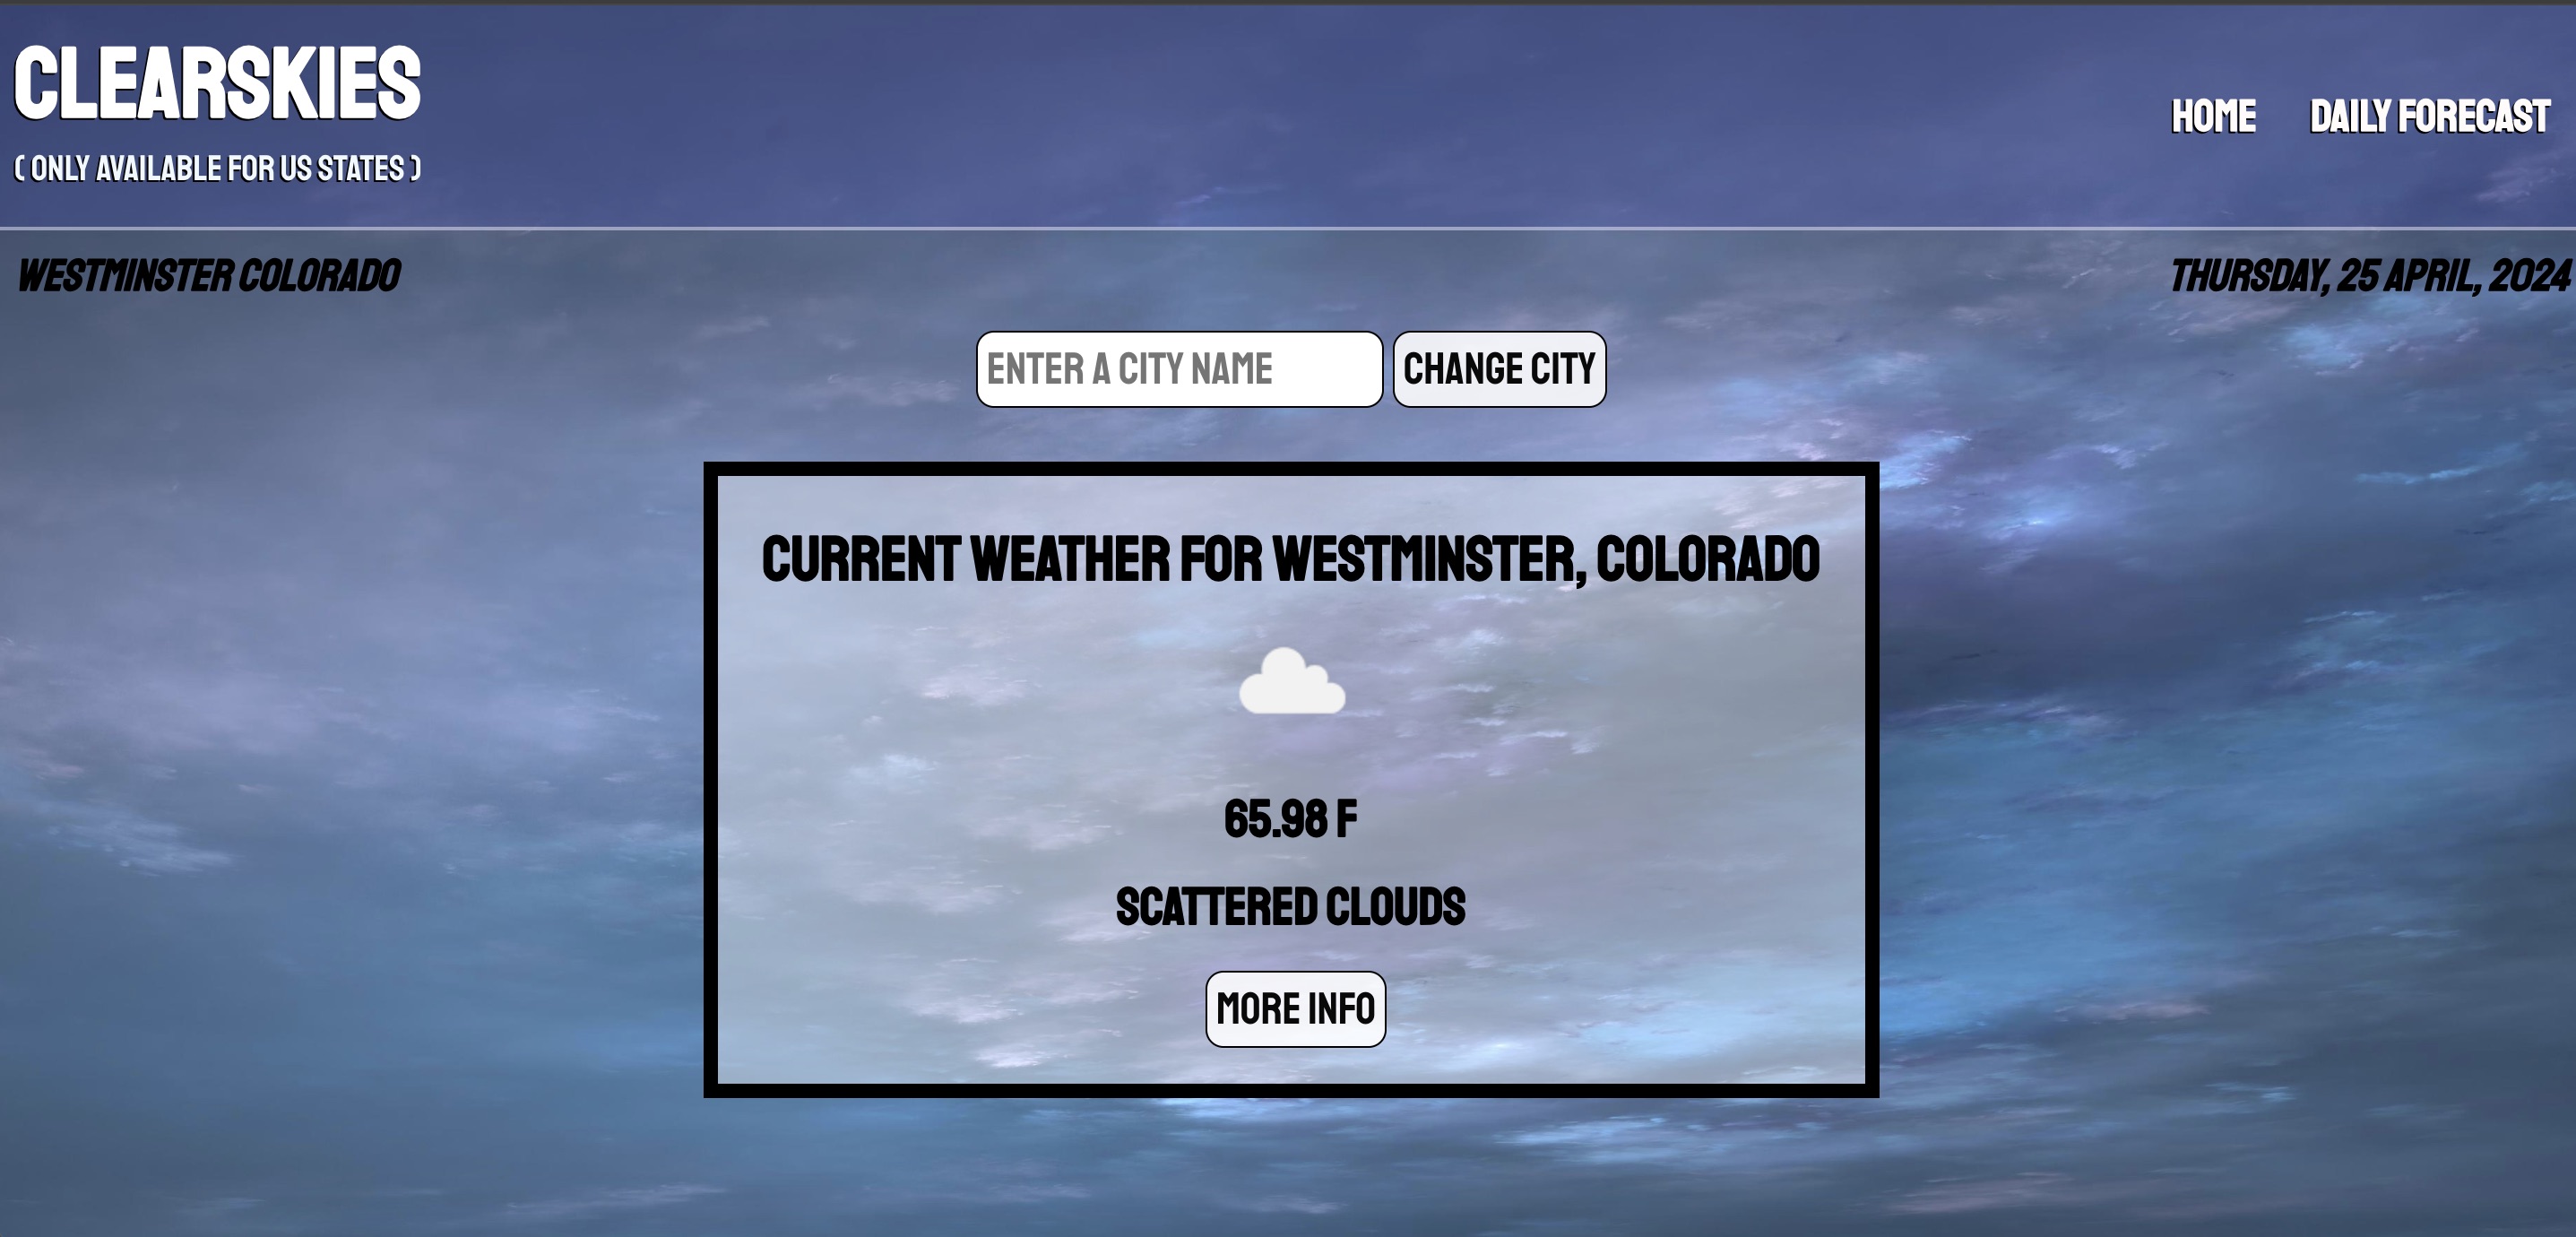 CLEARSKIES
( ONLY AVAILABLE FOR US STATES )
HOME DAILY FORECAST
WESTMINSTER COLORADO
THURSDAY, 25 APRIL, 2024
ENTER A CITY NAME CHANGE CITY
CURRENT WEATHER FOR WESTMINSTER, COLORADO
65.98 F
SCATTERED CLOUDS
MORE INFO